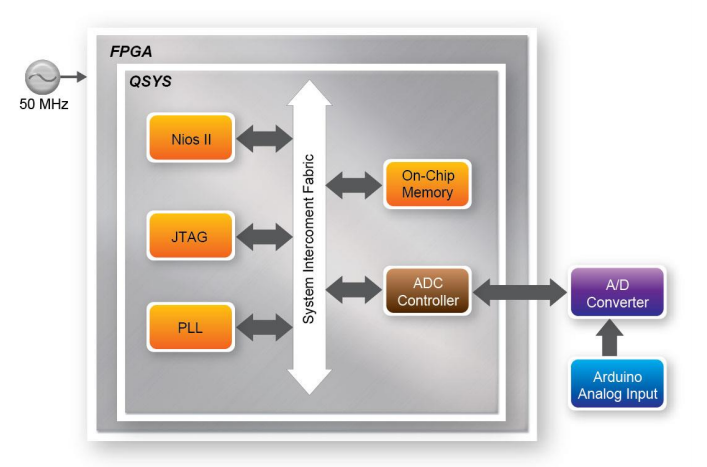 FPGA
QSYS
50 MHz
Nios II
JTAG
PLL
System Intercoment Fabric
On-Chip
Memory
ADC
Controller
A/D
Converter
Arduino
Analog Input